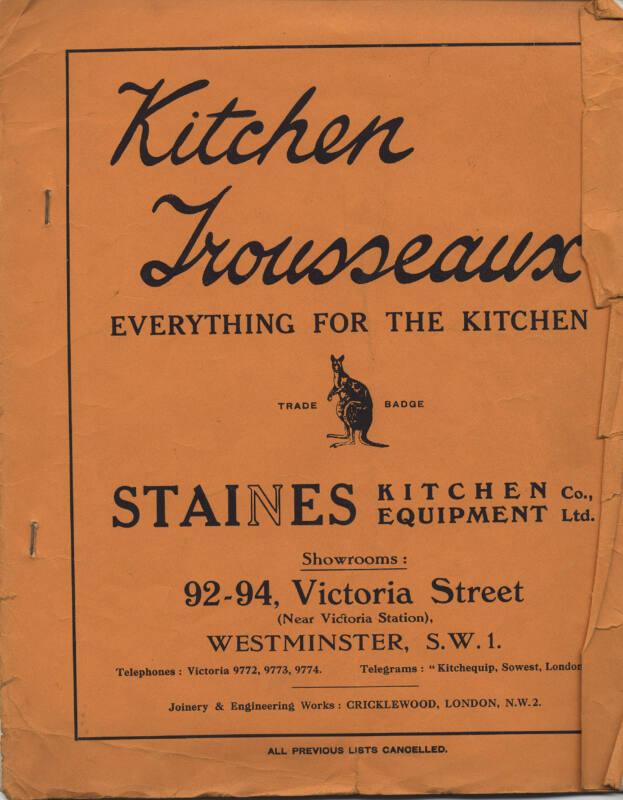 Kitchen
Trousseaux
EVERYTHING FOR THE KITCHEN
TRADE BADGE
STAINES KITCHEN EQUIPMENT Co., Ltd.
Showrooms :
92-94, Victoria Street
(Near Victoria Station),
WESTMINSTER, S.W.1.
Telephones : Victoria 9772, 9773, 9774. Telegrams : " Kitchequip, Sowest, London
Joinery & Engineering Works : CRICKLEWOOD, LONDON, N.W.2.
ALL PREVIOUS LISTS CANCELLED.